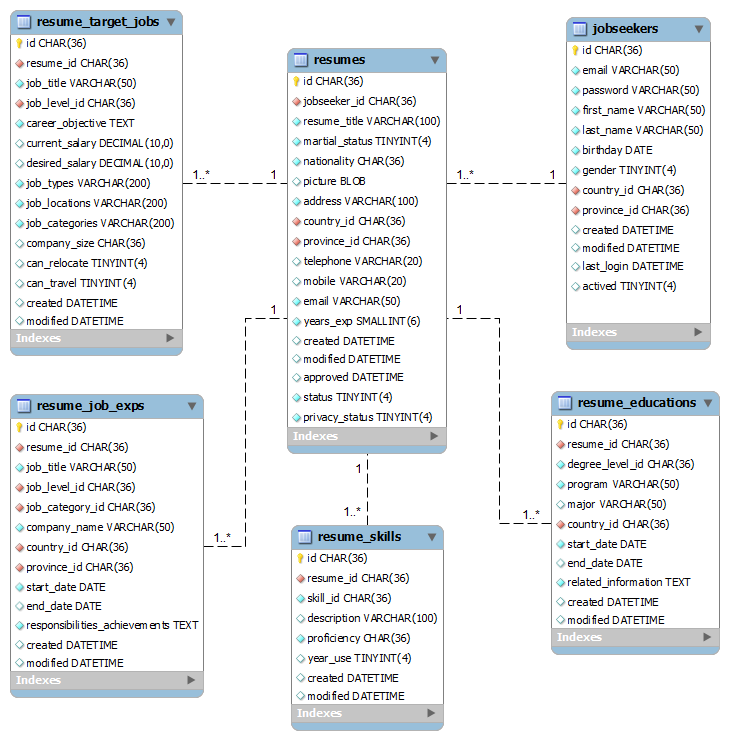 resume_target_jobs
id CHAR(36)
resume_id CHAR(36)
job_title VARCHAR(50)
job_level_id CHAR(36)
career_objective TEXT
current_salary DECIMAL(10,0)
desired_salary DECIMAL(10,0)
job_types VARCHAR(200)
job_locations VARCHAR(200)
job_categories VARCHAR(200)
company_size CHAR(36)
can_relocate TINYINT(4)
can_travel TINYINT(4)
created DATETIME
modified DATETIME
Indexes
1..*
1
resumes
id CHAR(36)
jobseeker_id CHAR(36)
resume_title VARCHAR(100)
martial_status TINYINT(4)
nationality CHAR(36)
picture BLOB
address VARCHAR(100)
country_id CHAR(36)
province_id CHAR(36)
telephone VARCHAR(20)
mobile VARCHAR(20)
email VARCHAR(50)
years_exp SMALLINT(6)
created DATETIME
modified DATETIME
approved DATETIME
status TINYINT(4)
privacy_status TINYINT(4)
Indexes
1..*
1
jobseekers
id CHAR(36)
email VARCHAR(50)
password VARCHAR(50)
first_name VARCHAR(50)
last_name VARCHAR(50)
birthday DATE
gender TINYINT(4)
country_id CHAR(36)
province_id CHAR(36)
created DATETIME
modified DATETIME
last_login DATETIME
actived TINYINT(4)
Indexes
1
1..*
resume_job_exps
id CHAR(36)
resume_id CHAR(36)
job_title VARCHAR(50)
job_level_id CHAR(36)
job_category_id CHAR(36)
company_name VARCHAR(50)
country_id CHAR(36)
province_id CHAR(36)
start_date DATE
end_date DATE
responsibilities_achievements TEXT
created DATETIME
modified DATETIME
Indexes
1
1..*
resume_skills
id CHAR(36)
resume_id CHAR(36)
skill_id CHAR(36)
description VARCHAR(100)
proficiency CHAR(36)
year_use TINYINT(4)
created DATETIME
modified DATETIME
Indexes
1
1..*
resume_educations
id CHAR(36)
resume_id CHAR(36)
degree_level_id CHAR(36)
program VARCHAR(50)
major VARCHAR(50)
country_id CHAR(36)
start_date DATE
end_date DATE
related_information TEXT
created DATETIME
modified DATETIME
Indexes